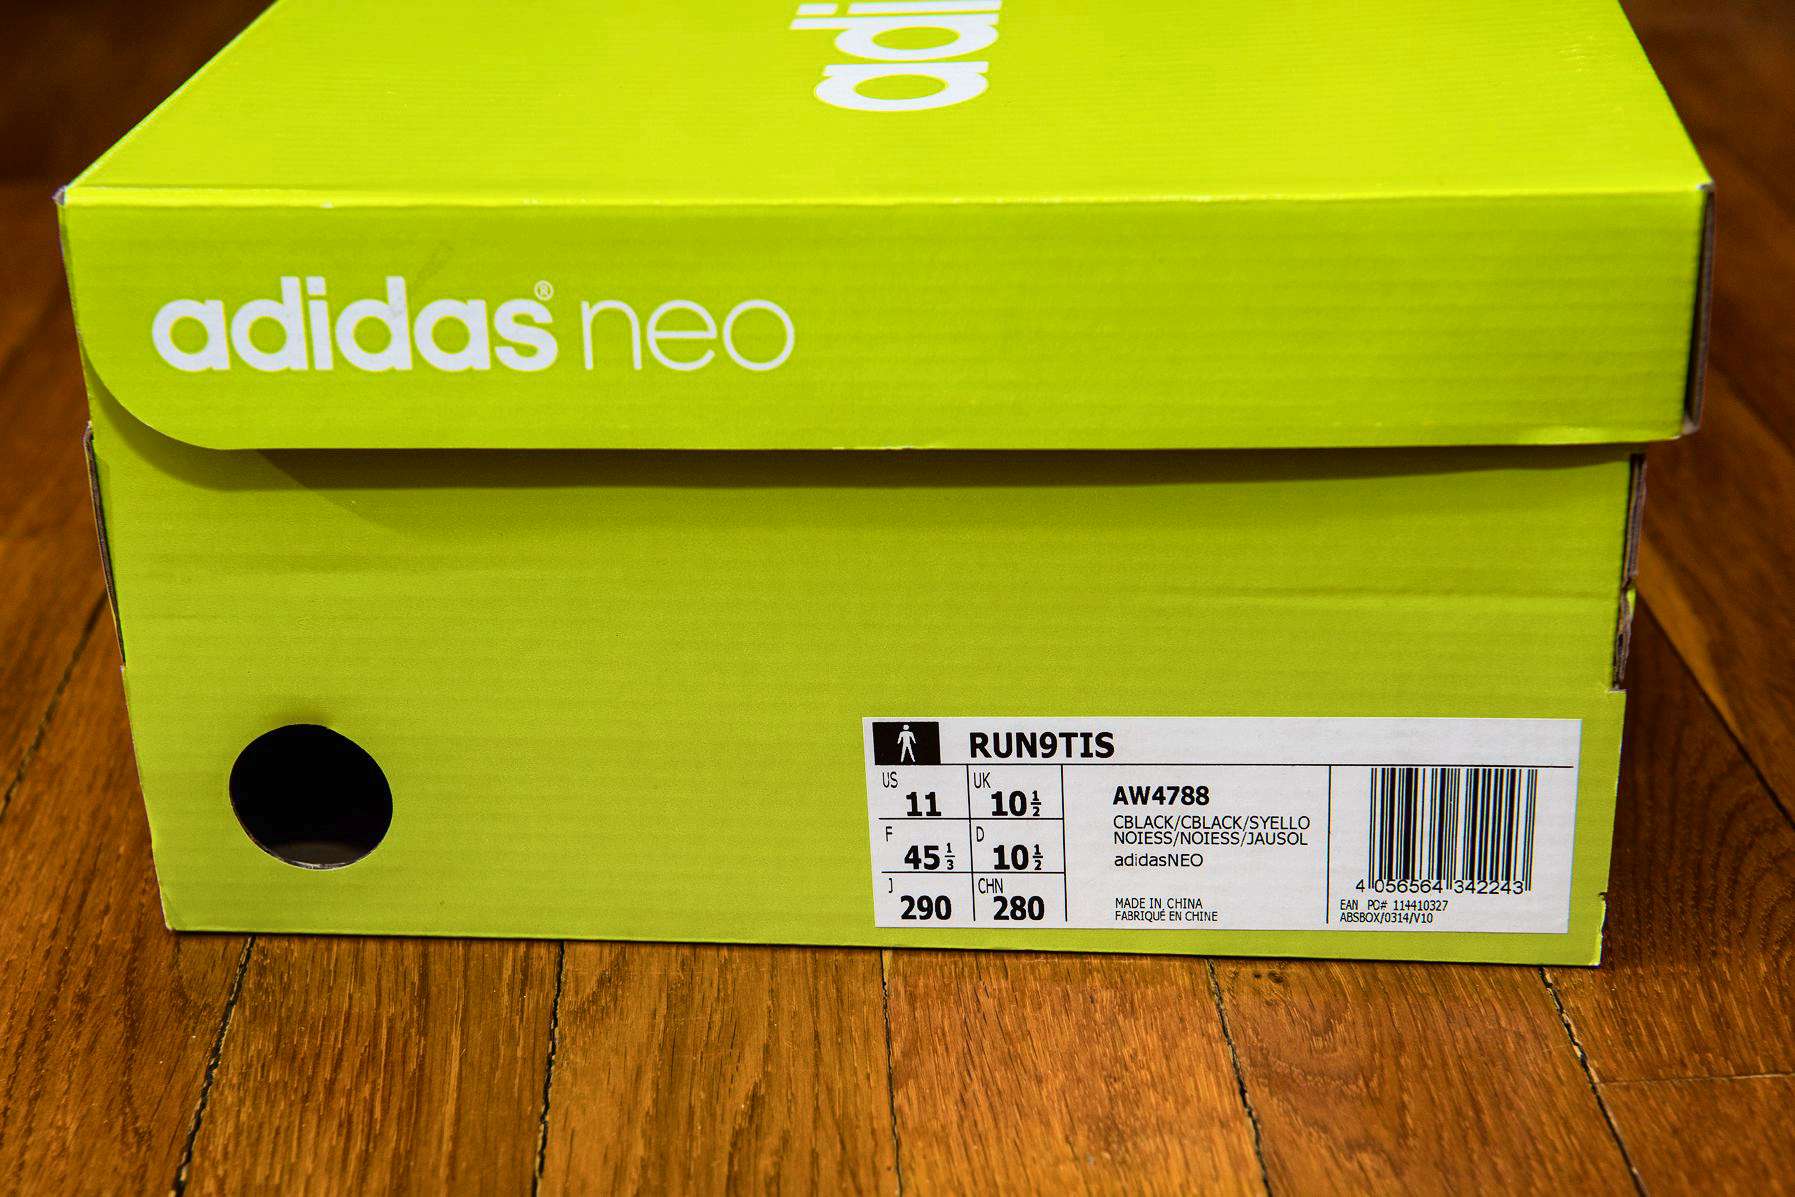 adi
adidas® neo
RUN9TIS
US 11 UK 10½
F 45⅓ D 10½
J 290 CHN 280
AW4788
CBLACK/CBLACK/SYELLO
NOIESS/NOIESS/JAUSOL
adidasNEO
MADE IN CHINA
FABRIQUÉ EN CHINE
4 056564 342243
EAN PO# 114410327
ABSBOX/0314/V10